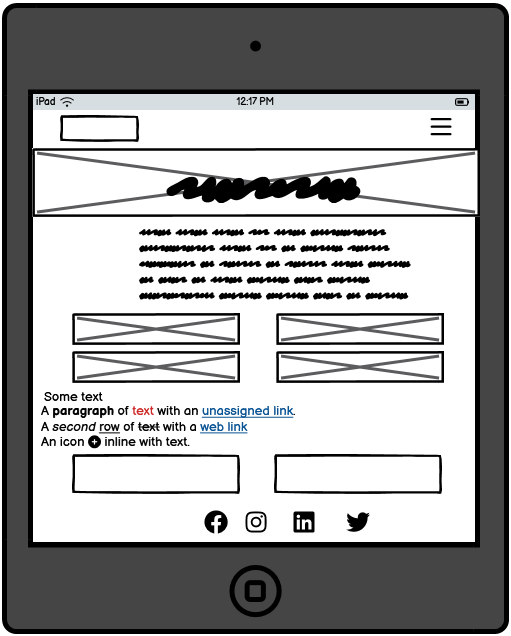 iPad 12:17 PM
Some text
A paragraph of text with an unassigned link.
A second row of text with a web link
An icon inline with text.